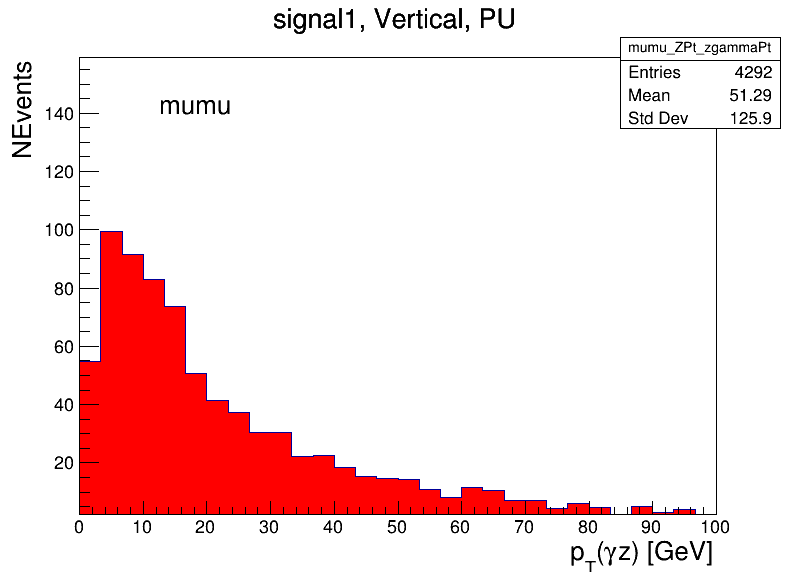 signal1, Vertical, PU
mumu_ZPt_zgammaPt
Entries 4292
Mean 51.29
Std Dev 125.9
NEvents
mumu
140
120
100
80
60
40
20
0 10 20 30 40 50 60 70 80 90 100
p_T(γz) [GeV]